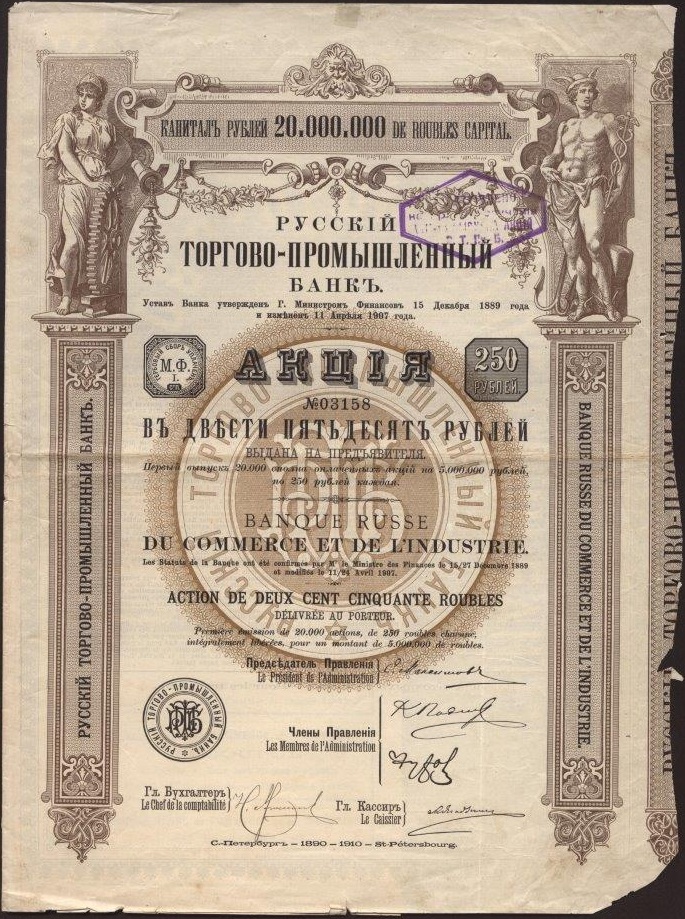 КАПИТАЛЪ РУБЛЕЙ 20.000.000 DE ROUBLES CAPITAL.
РУССКІЙ
ТОРГОВО-ПРОМЫШЛЕННЫЙ
БАНКЪ.
Уставъ Банка утвержденъ Г. Министромъ Финансовъ 15 Декабря 1889 года
и измѣненъ 11 Апрѣля 1907 года.
М.Ф.
I.
АКЦІЯ
250
РУБЛЕЙ.
№03158
ВЪ ДВѢСТИ ПЯТЬДЕСЯТЪ РУБЛЕЙ
ВЫДАНА НА ПРЕДЪЯВИТЕЛЯ.
Первый выпускъ 20.000 сполна оплаченныхъ акцій на 5.000.000 рублей,
по 250 рублей каждая.
BANQUE RUSSE
DU COMMERCE ET DE L'INDUSTRIE.
Les Statuts de la Banque ont été confirmés par Mr le Ministre des Finances le 15/27 Décembre 1889
et modifiés le 11/24 Avril 1907.
ACTION DE DEUX CENT CINQUANTE ROUBLES
DÉLIVRÉE AU PORTEUR.
Première émission de 20.000 actions, de 250 roubles chacune,
intégralement libérées, pour un montant de 5.000.000 de roubles.
Предсѣдатель Правленія
Le Président de l'Administration
Члены Правленія
Les Membres de l'Administration
Гл. Бухгалтеръ
Le Chef de la comptabilité
Гл. Кассиръ
Le Caissier
С.-Петербургъ — 1890 — 1910 — St-Pétersbourg.
РУССКІЙ ТОРГОВО-ПРОМЫШЛЕННЫЙ БАНКЪ.
BANQUE RUSSE DU COMMERCE ET DE L'INDUSTRIE.
РУССКІЙ ТОРГОВО-ПРОМЫШЛЕННЫЙ БАНКЪ